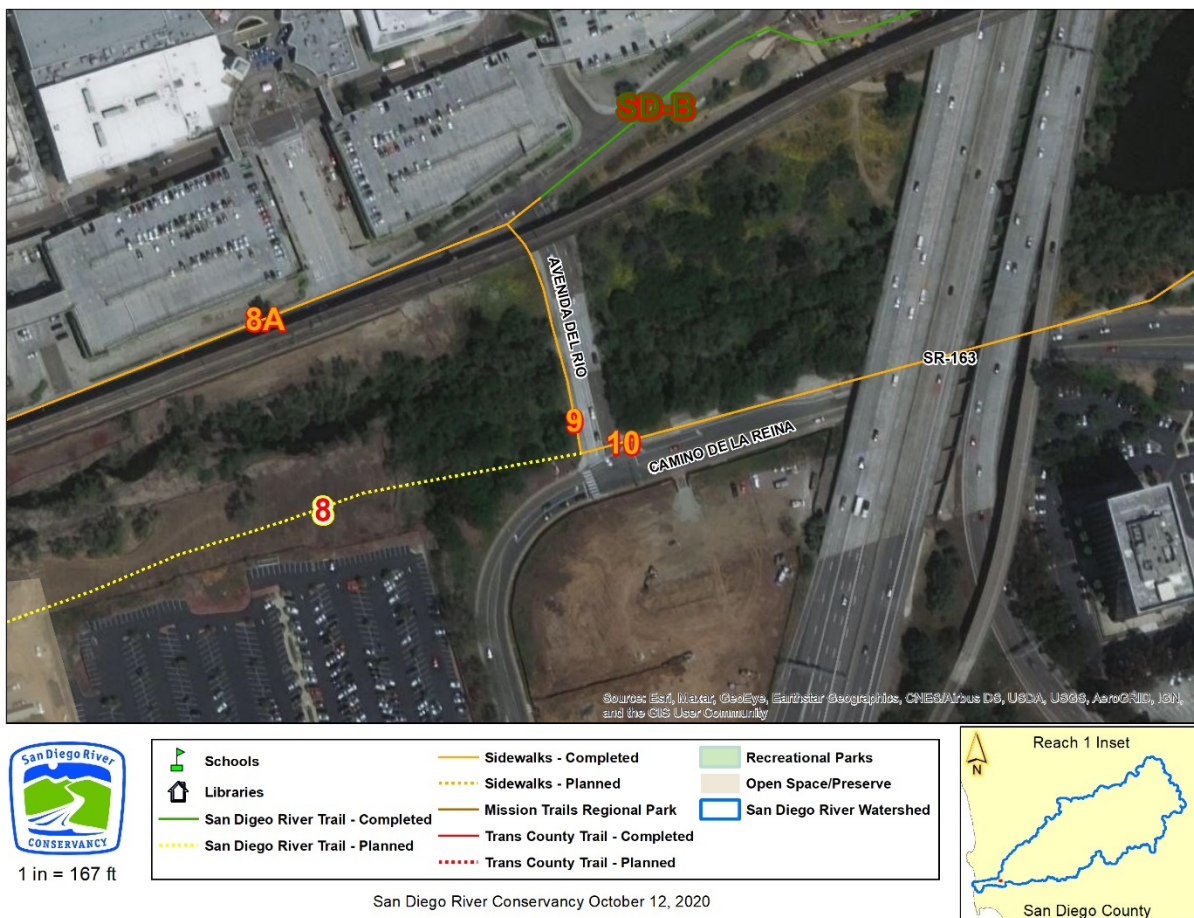 SD-B
8A
AVENIDA DEL RIO
SR-163
9
10
CAMINO DE LA REINA
8
Source: Esri, Maxar, GeoEye, Earthstar Geographics, CNES/Airbus DS, USDA, USGS, AeroGRID, IGN,
and the GIS User Community
San Diego River
CONSERVANCY
1 in = 167 ft
Schools
Libraries
San Digeo River Trail - Completed
San Diego River Trail - Planned
Sidewalks - Completed
Sidewalks - Planned
Mission Trails Regional Park
Trans County Trail - Completed
Trans County Trail - Planned
Recreational Parks
Open Space/Preserve
San Diego River Watershed
San Diego River Conservancy October 12, 2020
Reach 1 Inset
N
San Diego County